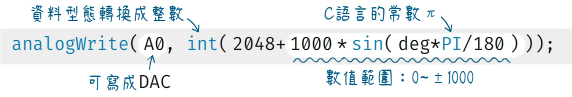 資料型態轉換成整數
C語言的常數π
analogWrite( A0, int( 2048+1000*sin( deg*PI/180 )));
可寫成DAC
數值範圍：0~±1000